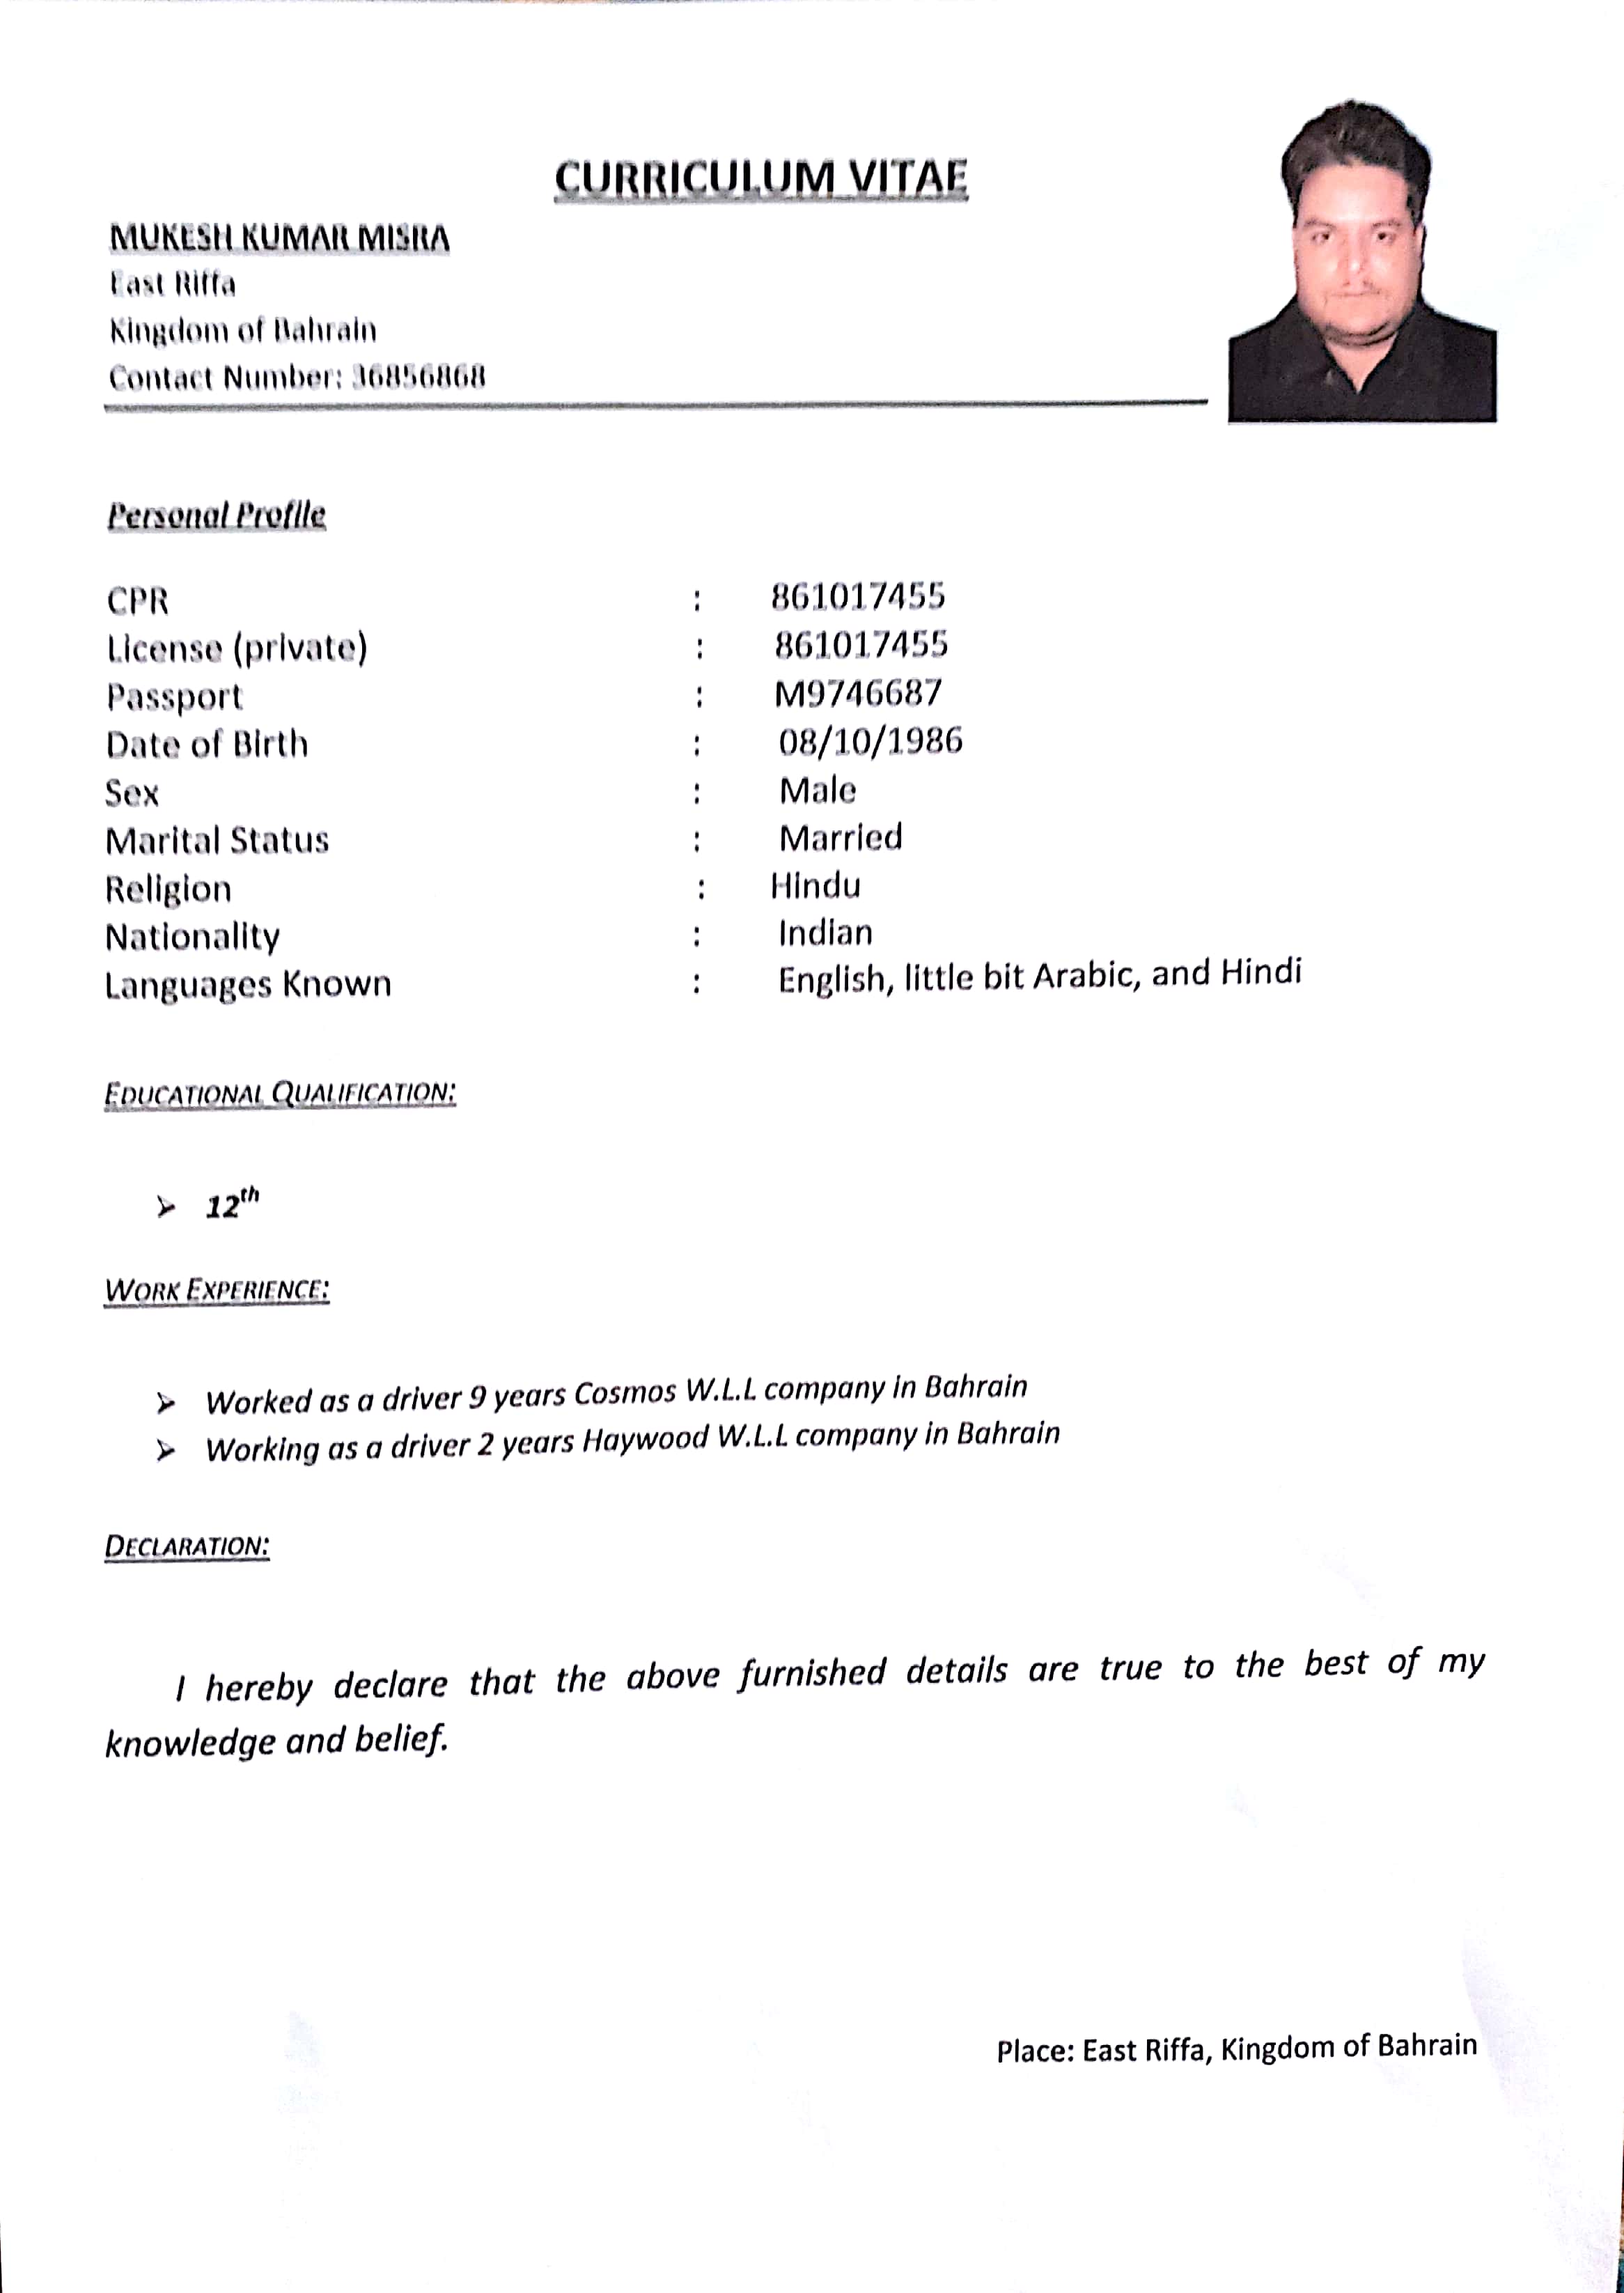 CURRICULUM VITAE
MUKESH KUMAR MISRA
East Riffa
Kingdom of Bahrain
Contact Number: 36856868
Personal Profile
CPR : 861017455
License (private) : 861017455
Passport : M9746687
Date of Birth : 08/10/1986
Sex : Male
Marital Status : Married
Religion : Hindu
Nationality : Indian
Languages Known : English, little bit Arabic, and Hindi
EDUCATIONAL QUALIFICATION:
➢ 12th
WORK EXPERIENCE:
➢ Worked as a driver 9 years Cosmos W.L.L company in Bahrain
➢ Working as a driver 2 years Haywood W.L.L company in Bahrain
DECLARATION:
I hereby declare that the above furnished details are true to the best of my
knowledge and belief.
Place: East Riffa, Kingdom of Bahrain